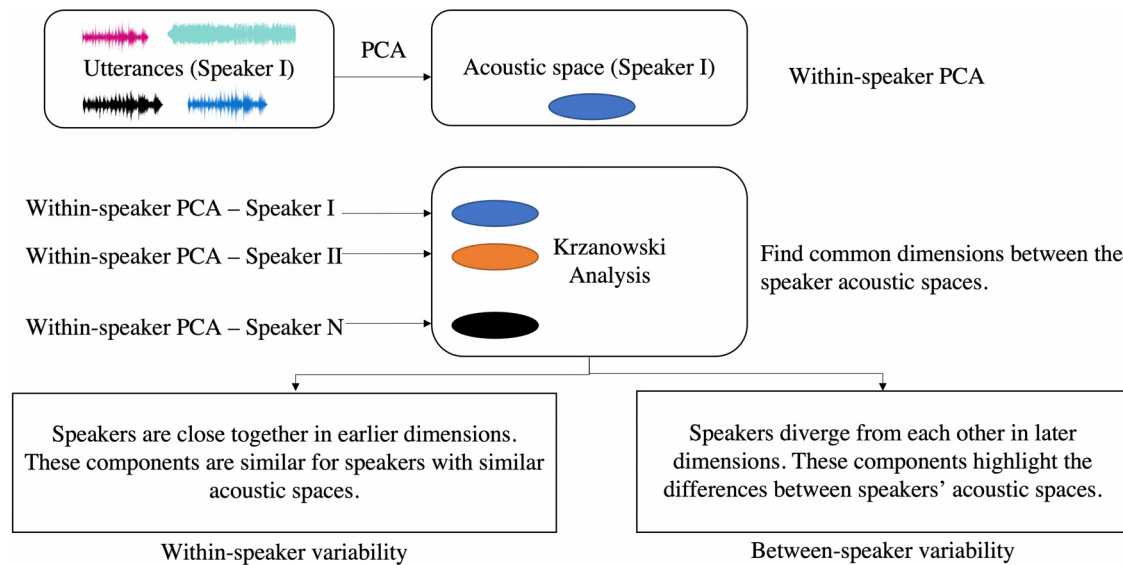 Utterances (Speaker I)
PCA
Acoustic space (Speaker I)
Within-speaker PCA
Within-speaker PCA – Speaker I
Within-speaker PCA – Speaker II
Within-speaker PCA – Speaker N
Krzanowski
Analysis
Find common dimensions between the
speaker acoustic spaces.
Speakers are close together in earlier dimensions.
These components are similar for speakers with similar
acoustic spaces.
Within-speaker variability
Speakers diverge from each other in later
dimensions. These components highlight the
differences between speakers’ acoustic spaces.
Between-speaker variability